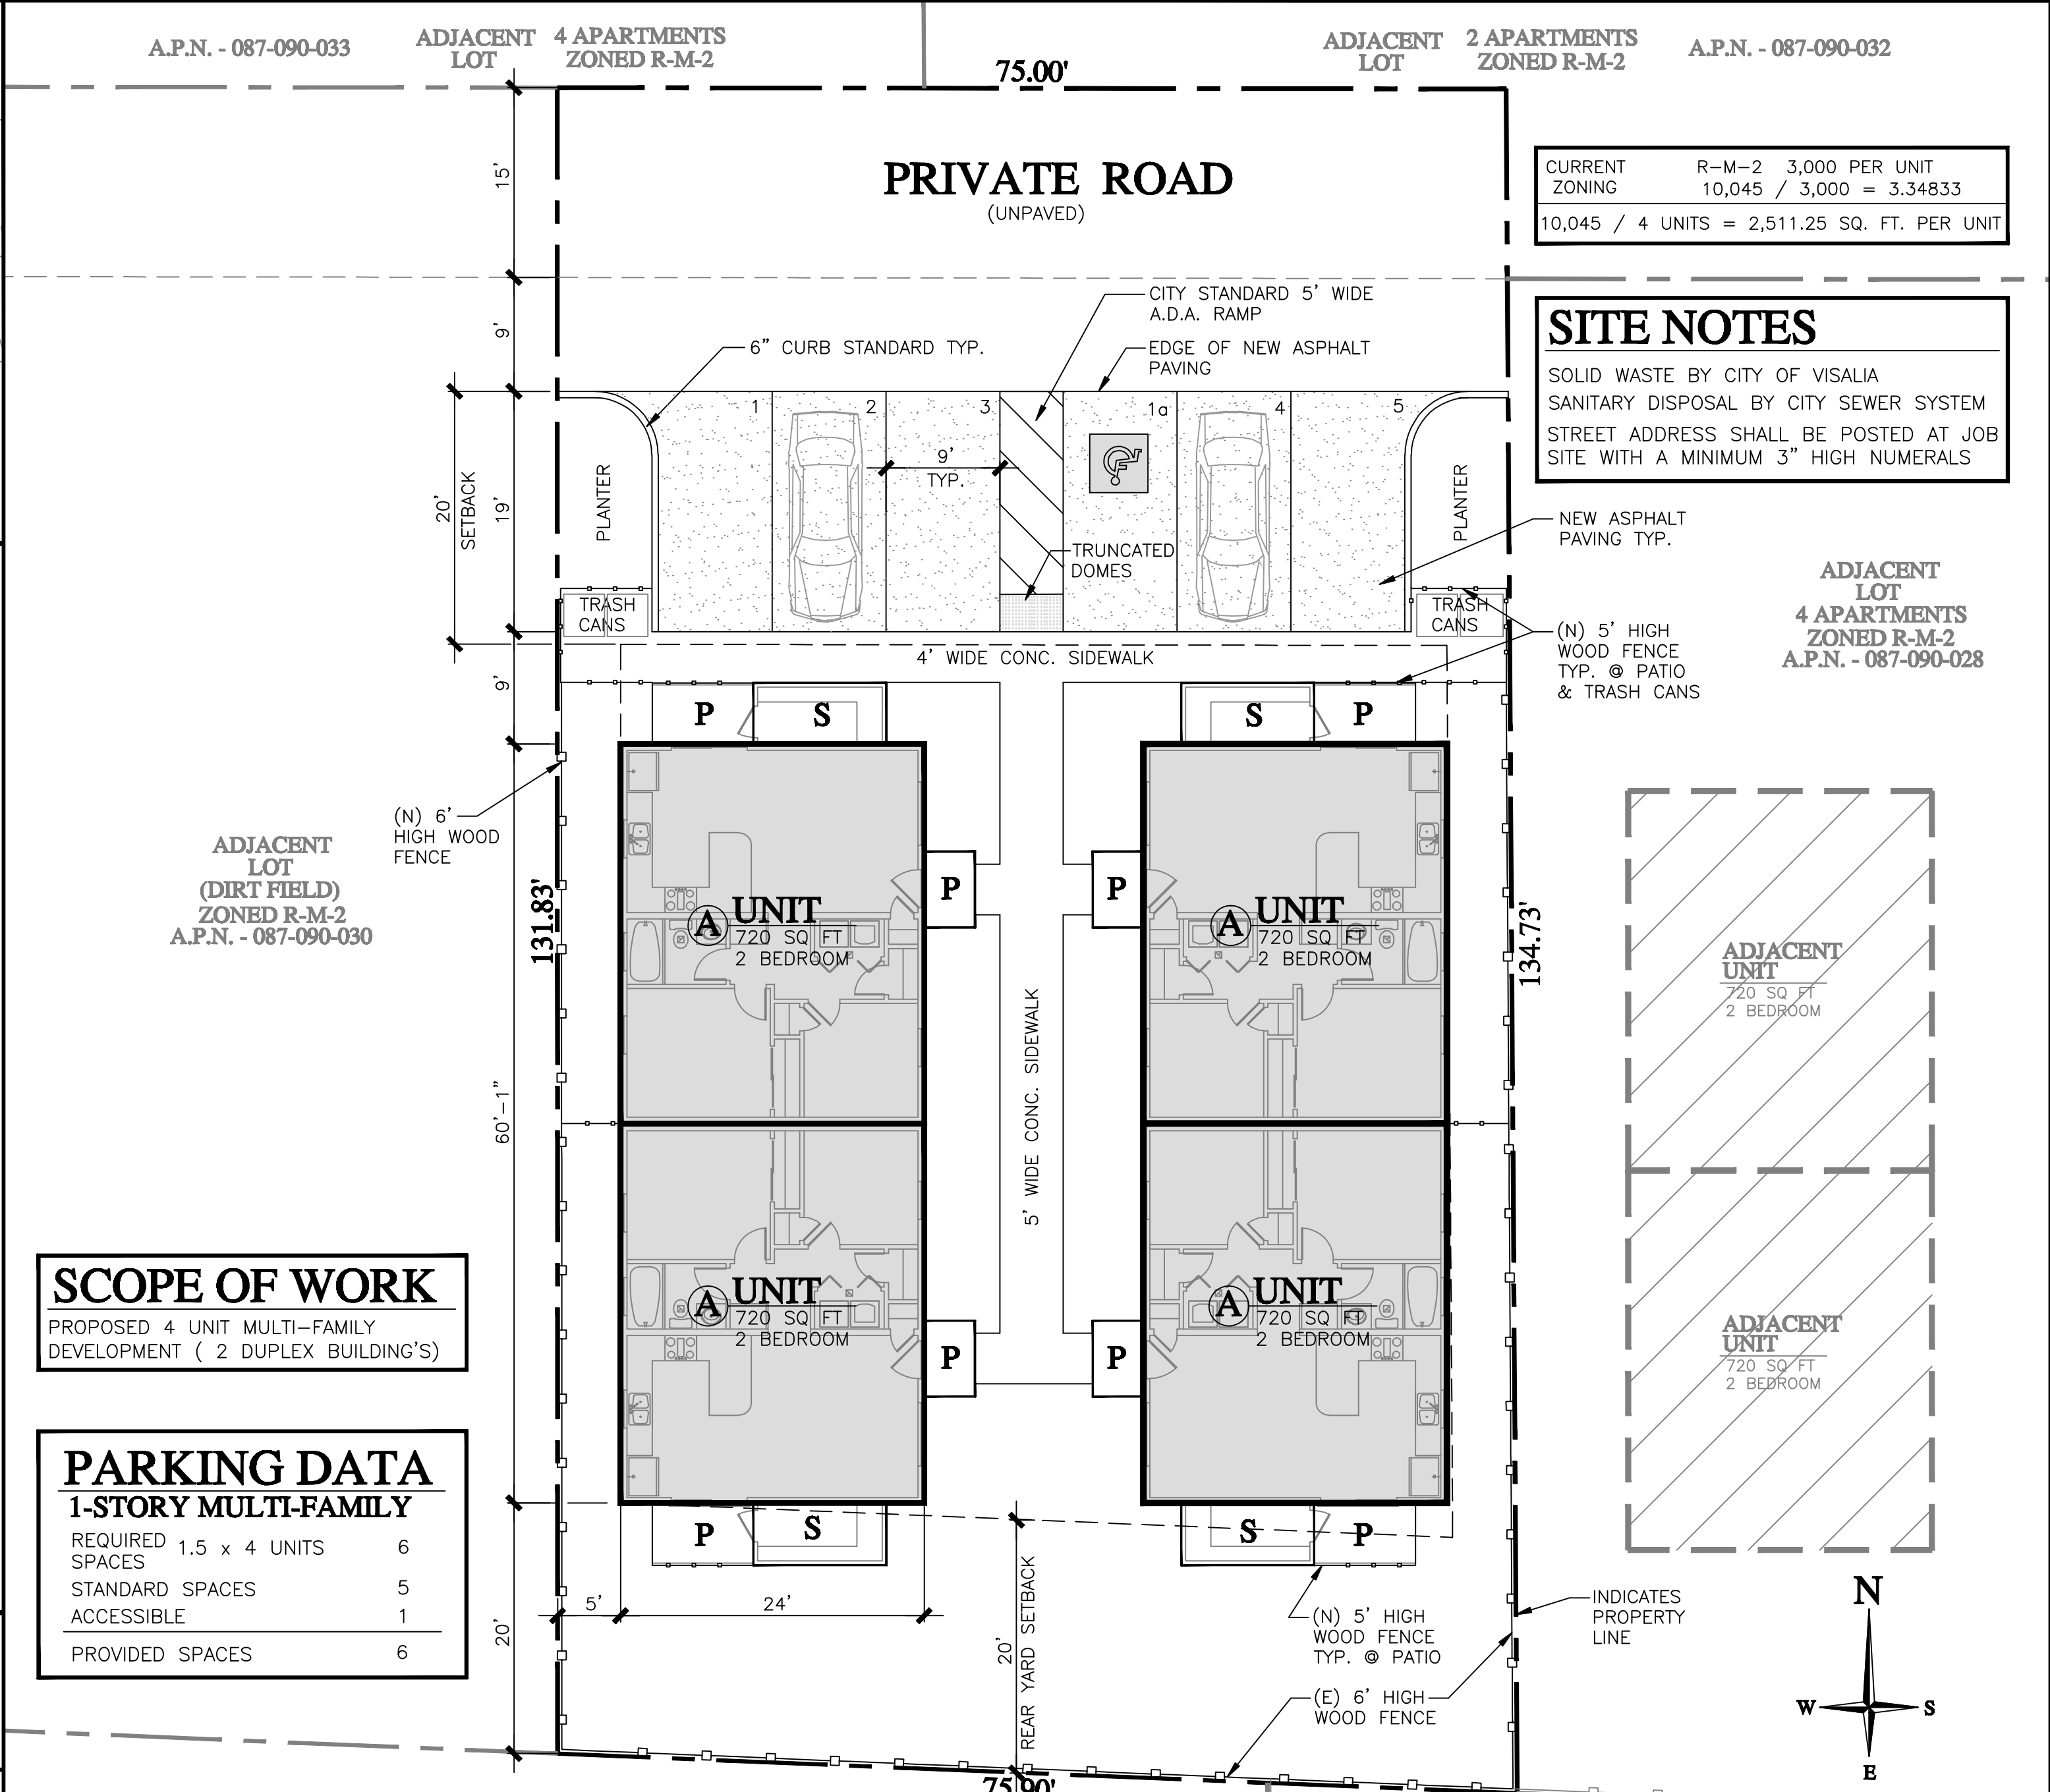 A.P.N. - 087-090-033
ADJACENT
LOT
4 APARTMENTS
ZONED R-M-2
75.00'
ADJACENT
LOT
2 APARTMENTS
ZONED R-M-2
A.P.N. - 087-090-032
15'
PRIVATE ROAD
(UNPAVED)
CURRENT
ZONING
R-M-2 3,000 PER UNIT
10,045 / 3,000 = 3.34833
10,045 / 4 UNITS = 2,511.25 SQ. FT. PER UNIT
9'
CITY STANDARD 5' WIDE
A.D.A. RAMP
6" CURB STANDARD TYP.
EDGE OF NEW ASPHALT
PAVING
SITE NOTES
SOLID WASTE BY CITY OF VISALIA
SANITARY DISPOSAL BY CITY SEWER SYSTEM
STREET ADDRESS SHALL BE POSTED AT JOB
SITE WITH A MINIMUM 3" HIGH NUMERALS
1
2
3
1a
4
5
9'
TYP.
20'
SETBACK
19'
PLANTER
PLANTER
NEW ASPHALT
PAVING TYP.
TRUNCATED
DOMES
TRASH
CANS
TRASH
CANS
ADJACENT
LOT
4 APARTMENTS
ZONED R-M-2
A.P.N. - 087-090-028
(N) 5' HIGH
WOOD FENCE
TYP. @ PATIO
& TRASH CANS
4' WIDE CONC. SIDEWALK
9'
P
S
S
P
(N) 6'
HIGH WOOD
FENCE
ADJACENT
LOT
(DIRT FIELD)
ZONED R-M-2
A.P.N. - 087-090-030
131.83'
P
P
A
UNIT
720 SQ FT
2 BEDROOM
A
UNIT
720 SQ FT
2 BEDROOM
134.73'
ADJACENT
UNIT
720 SQ FT
2 BEDROOM
5' WIDE CONC. SIDEWALK
60'-1"
SCOPE OF WORK
PROPOSED 4 UNIT MULTI-FAMILY
DEVELOPMENT ( 2 DUPLEX BUILDING'S)
A
UNIT
720 SQ FT
2 BEDROOM
A
UNIT
720 SQ FT
2 BEDROOM
P
P
ADJACENT
UNIT
720 SQ FT
2 BEDROOM
PARKING DATA
1-STORY MULTI-FAMILY
REQUIRED
SPACES
1.5 x 4 UNITS 6
STANDARD SPACES 5
ACCESSIBLE 1
PROVIDED SPACES 6
P
S
S
P
5'
24'
20'
20'
REAR YARD SETBACK
(N) 5' HIGH
WOOD FENCE
TYP. @ PATIO
INDICATES
PROPERTY
LINE
(E) 6' HIGH
WOOD FENCE
N
W
S
E
75.90'